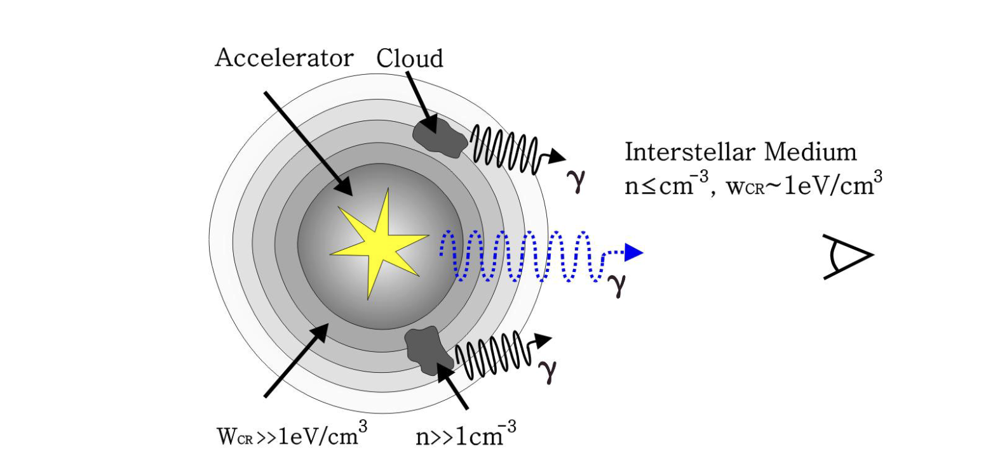 Accelerator Cloud
Interstellar Medium
n≤cm⁻³, wCR~1eV/cm³
γ
γ
γ
WCR>>1eV/cm³ n>>1cm⁻³